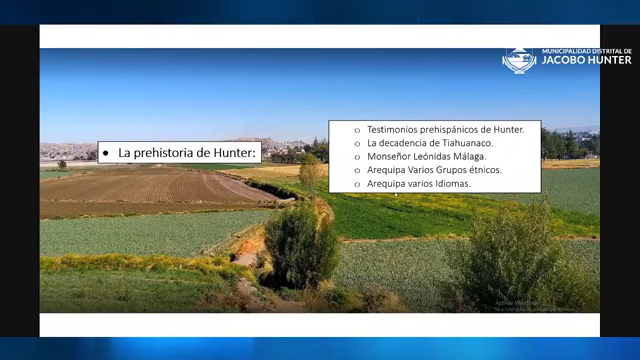 MUNICIPALIDAD DISTRITAL DE
JACOBO HUNTER
• La prehistoria de Hunter:
o Testimonios prehispánicos de Hunter.
o La decadencia de Tiahuanaco.
o Monseñor Leónidas Málaga.
o Arequipa Varios Grupos étnicos.
o Arequipa varios Idiomas.